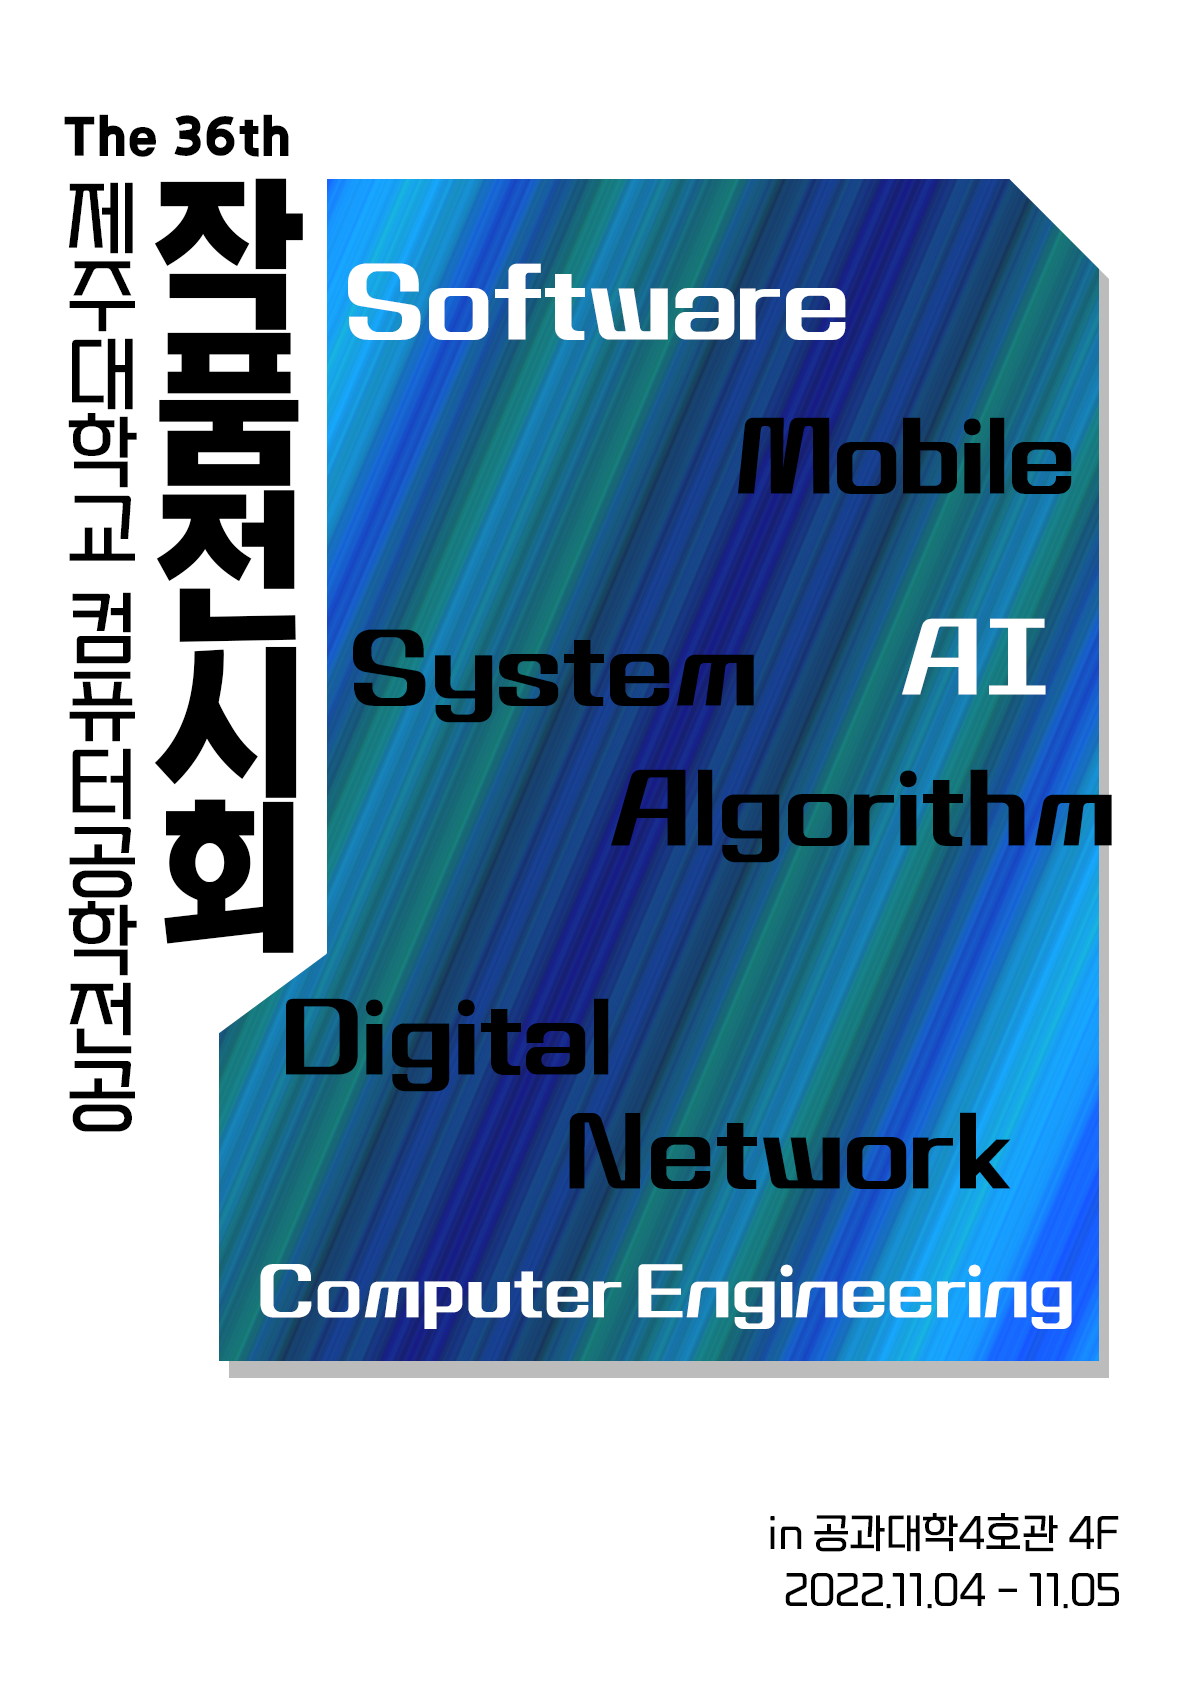 The 36th
제주대학교 컴퓨터공학전공
작품전시회
Software
Mobile
System
AI
Algorithm
Digital
Network
Computer Engineering
in 공과대학4호관 4F
2022.11.04 - 11.05